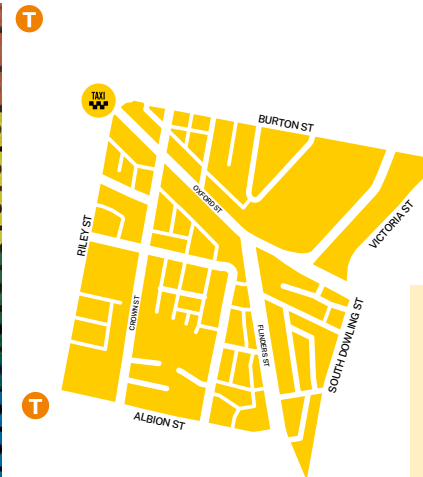 T
TAXI
BURTON ST
OXFORD ST
VICTORIA ST
RILEY ST
CROWN ST
FLINDERS ST
SOUTH DOWLING ST
T
ALBION ST